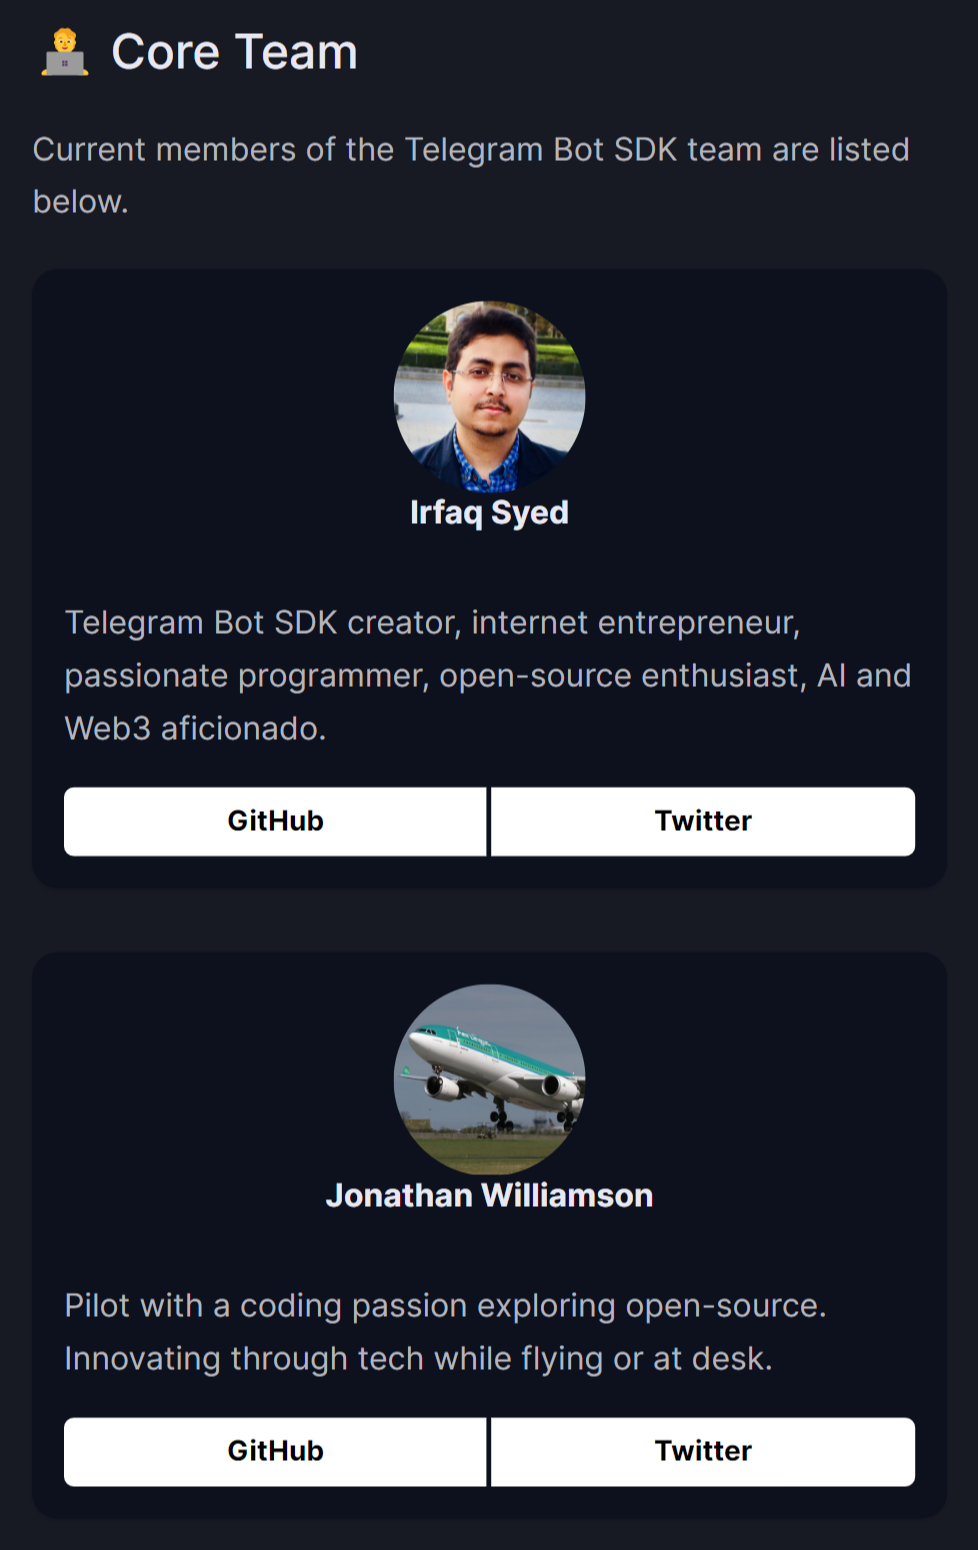 Core Team
Current members of the Telegram Bot SDK team are listed
below.
Irfaq Syed
Telegram Bot SDK creator, internet entrepreneur,
passionate programmer, open-source enthusiast, AI and
Web3 aficionado.
GitHub
Twitter
Aer Lingus
Jonathan Williamson
Pilot with a coding passion exploring open-source.
Innovating through tech while flying or at desk.
GitHub
Twitter